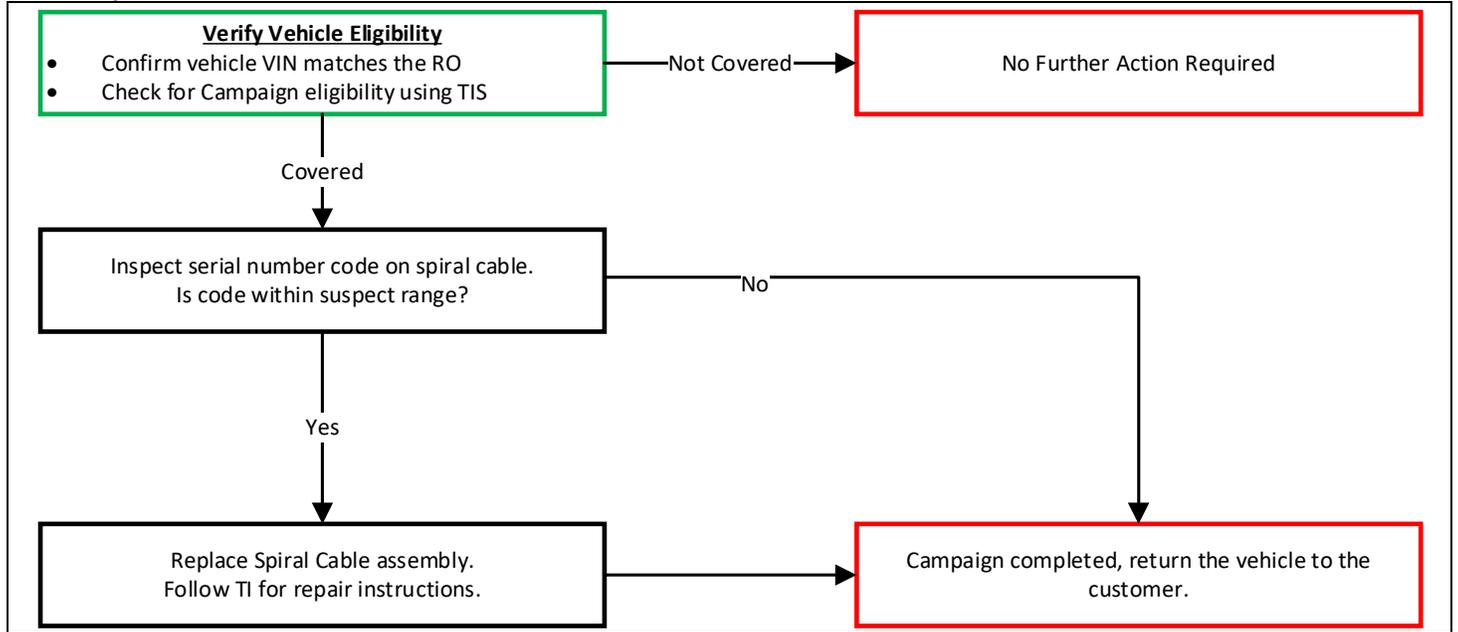 Verify Vehicle Eligibility
• Confirm vehicle VIN matches the RO
• Check for Campaign eligibility using TIS
Not Covered
No Further Action Required
Covered
Inspect serial number code on spiral cable.
Is code within suspect range?
No
Yes
Replace Spiral Cable assembly.
Follow TI for repair instructions.
Campaign completed, return the vehicle to the
customer.